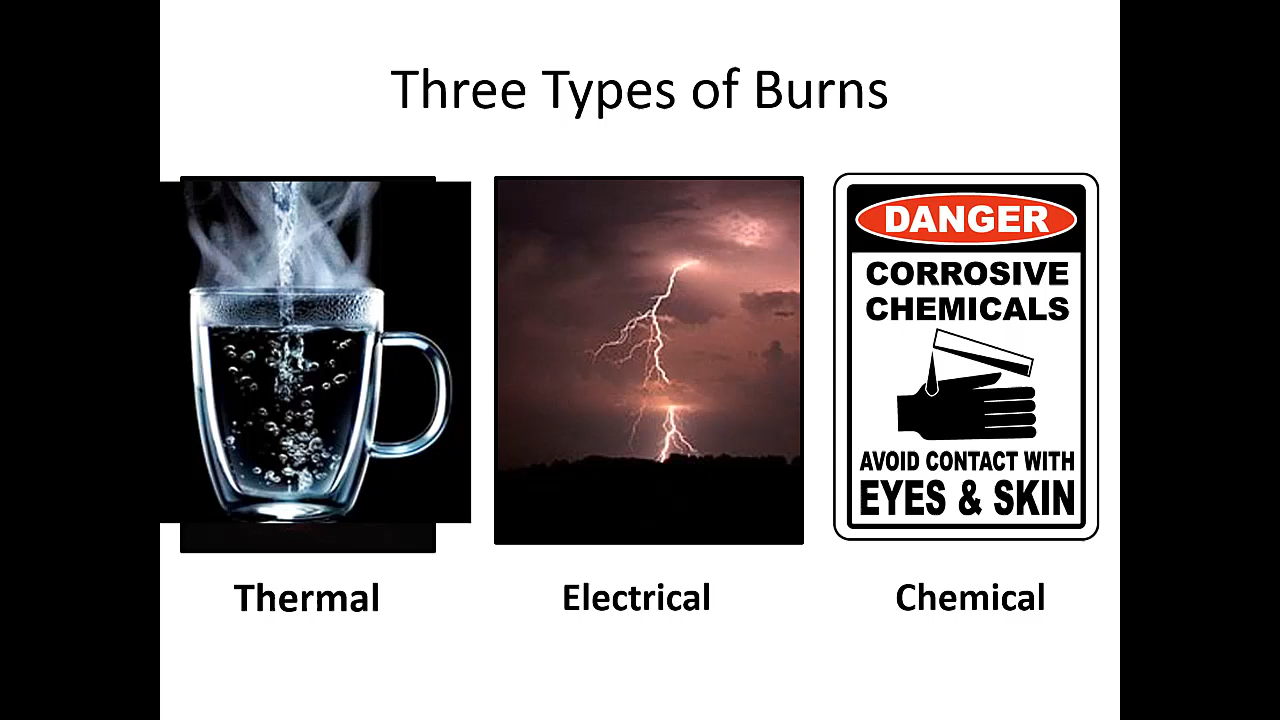 Three Types of Burns
DANGER
CORROSIVE
CHEMICALS
AVOID CONTACT WITH
EYES & SKIN
Thermal
Electrical
Chemical